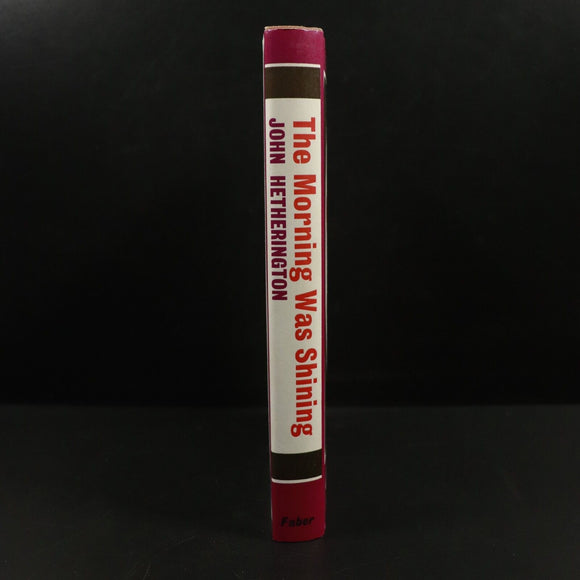 The Morning Was Shining
JOHN HETHERINGTON
Faber